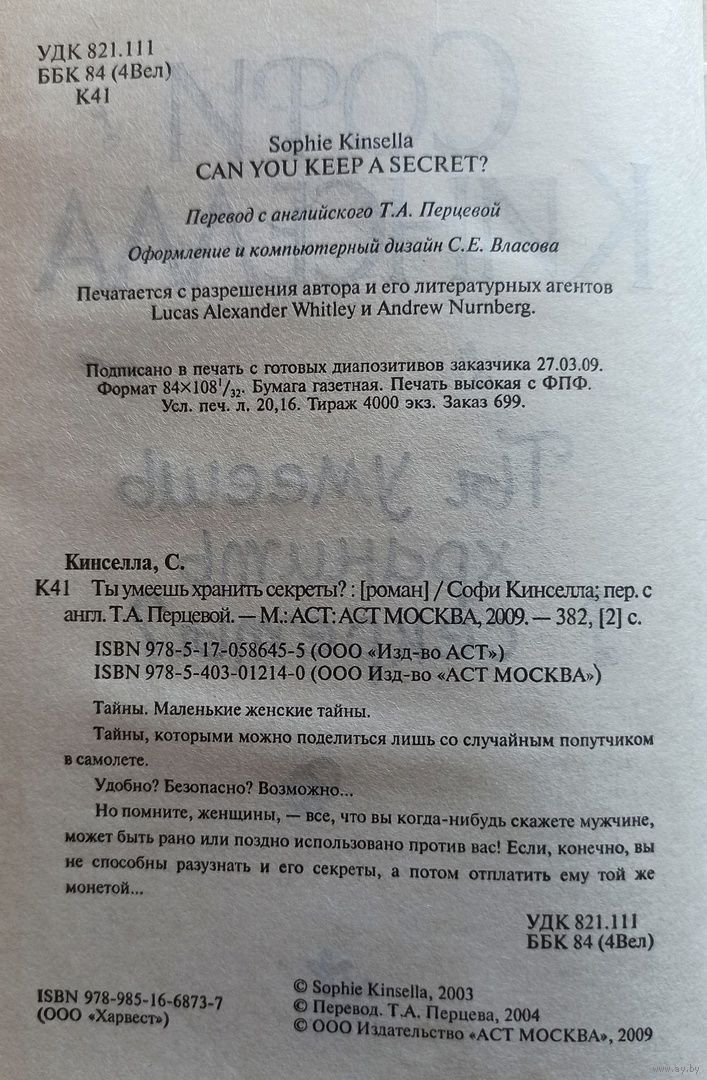 УДК 821.111
ББК 84 (4Вел)
К41
Sophie Kinsella
CAN YOU KEEP A SECRET?
Перевод с английского Т.А. Перцевой
Оформление и компьютерный дизайн С.Е. Власова
Печатается с разрешения автора и его литературных агентов
Lucas Alexander Whitley и Andrew Nurnberg.
Подписано в печать с готовых диапозитивов заказчика 27.03.09.
Формат 84×108¹/₃₂. Бумага газетная. Печать высокая с ФПФ.
Усл. печ. л. 20,16. Тираж 4000 экз. Заказ 699.
Кинселла, С.
К41 Ты умеешь хранить секреты? : [роман] / Софи Кинселла; пер. с
англ. Т.А. Перцевой. — М.: АСТ: АСТ МОСКВА, 2009. — 382, [2] с.
ISBN 978-5-17-058645-5 (ООО «Изд-во АСТ»)
ISBN 978-5-403-01214-0 (ООО Изд-во «АСТ МОСКВА»)
Тайны. Маленькие женские тайны.
Тайны, которыми можно поделиться лишь со случайным попутчиком
в самолете.
Удобно? Безопасно? Возможно...
Но помните, женщины, — все, что вы когда-нибудь скажете мужчине,
может быть рано или поздно использовано против вас! Если, конечно, вы
не способны разузнать и его секреты, а потом отплатить ему той же
монетой...
УДК 821.111
ББК 84 (4Вел)
ISBN 978-985-16-6873-7
(ООО «Харвест»)
© Sophie Kinsella, 2003
© Перевод. Т.А. Перцева, 2004
© ООО Издательство «АСТ МОСКВА», 2009
www.ay.by